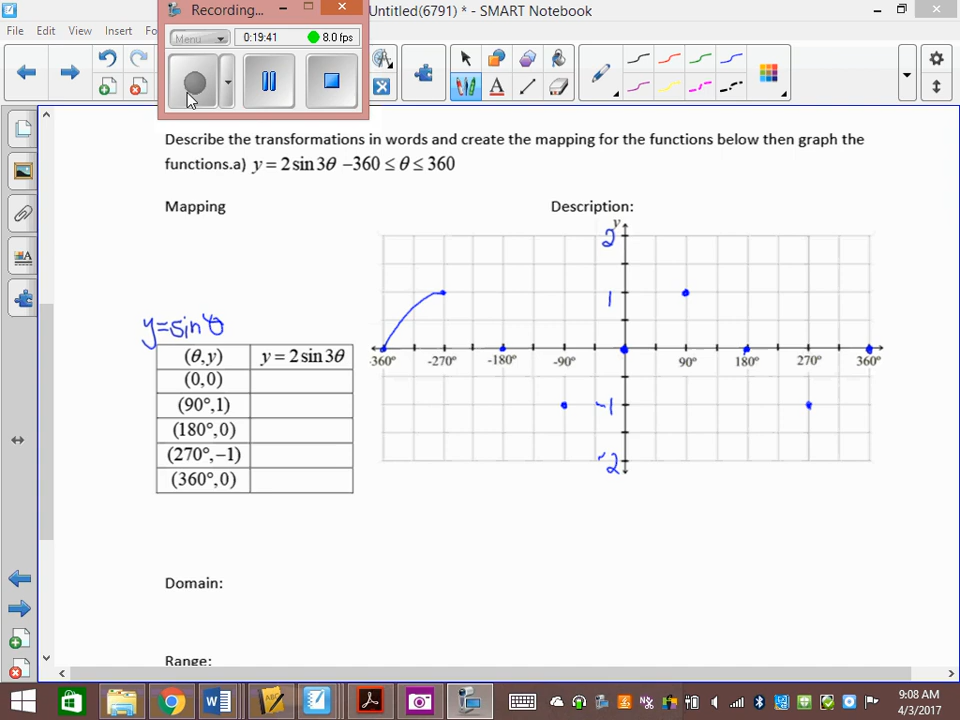 Recording...
Untitled(6791) * - SMART Notebook
Menu
0:19:41
8.0 fps
File Edit View Insert Fo
Describe the transformations in words and create the mapping for the functions below then graph the
functions.a) y = 2 sin 3θ −360 ≤ θ ≤ 360
Mapping
Description:
y
2
1
-360° -270° -180° -90° 90° 180° 270° 360°
-1
-2
y=sinθ
(θ, y) y = 2 sin 3θ
(0,0)
(90°,1)
(180°,0)
(270°,−1)
(360°,0)
Domain:
Range:
9:08 AM
4/3/2017